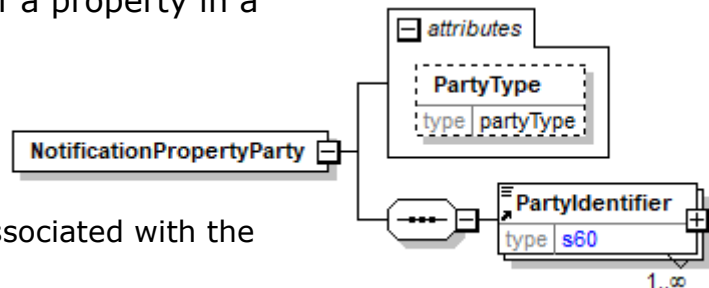 r a property in a
attributes
PartyType
type partyType
NotificationPropertyParty
PartyIdentifier
type s60
ssociated with the
1..∞